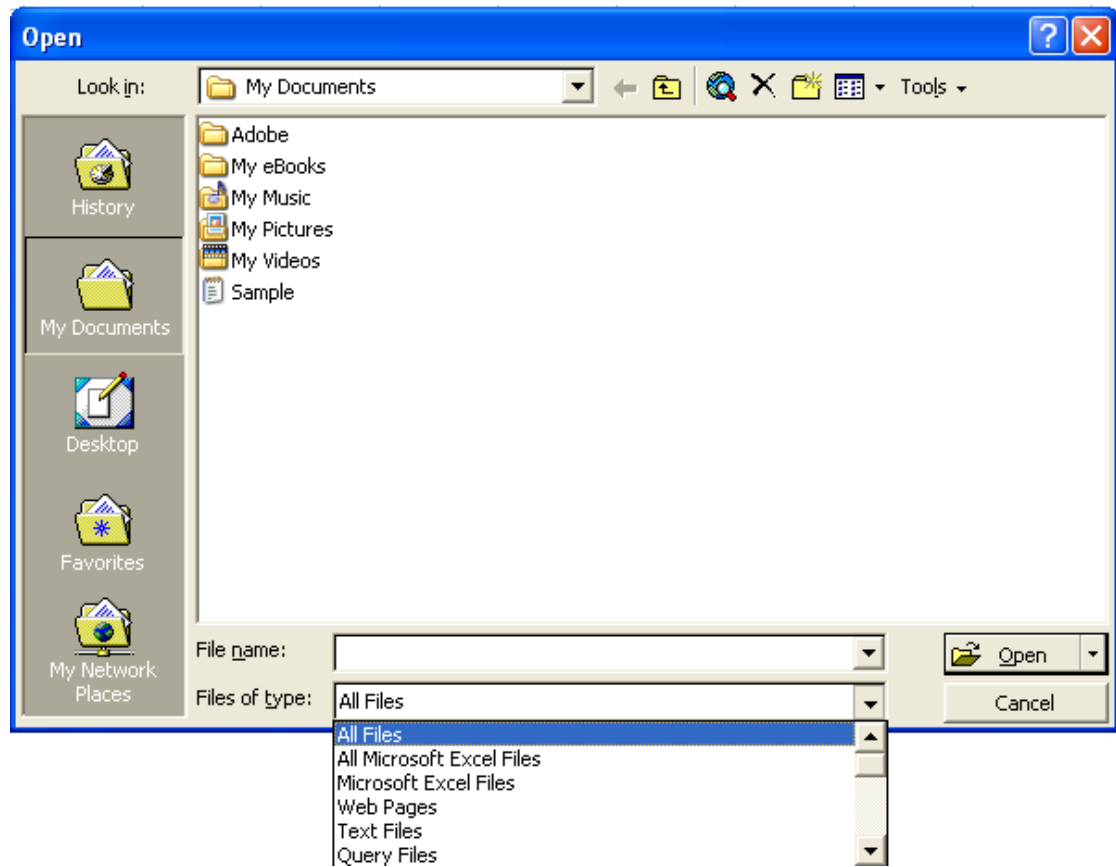 Open
Look in:
My Documents
Tools
History
My Documents
Desktop
Favorites
My Network
Places
Adobe
My eBooks
My Music
My Pictures
My Videos
Sample
File name:
Open
Files of type:
All Files
Cancel
All Files
All Microsoft Excel Files
Microsoft Excel Files
Web Pages
Text Files
Query Files